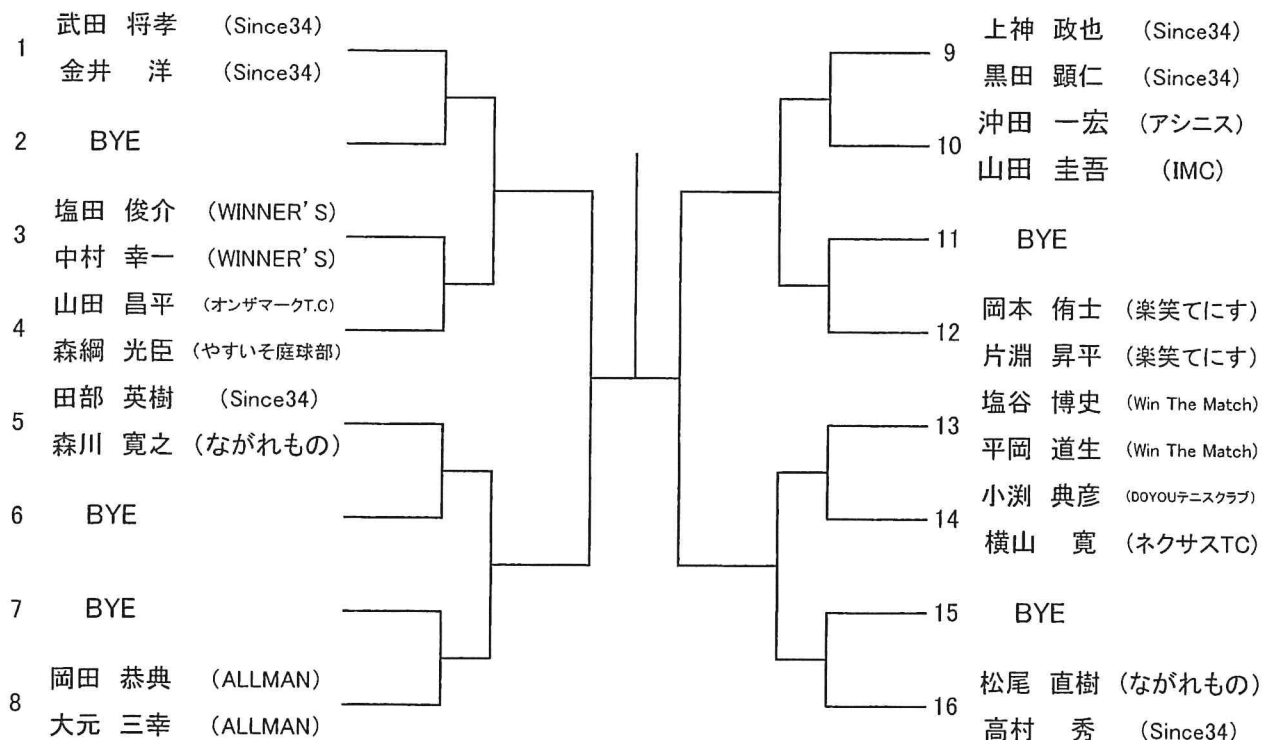 1
武田 将孝 (Since34)
金井 洋 (Since34)
2 BYE
3
塩田 俊介 (WINNER'S)
中村 幸一 (WINNER'S)
4
山田 昌平 (オンザマークT.C)
森綱 光臣 (やすいそ庭球部)
5
田部 英樹 (Since34)
森川 寛之 (ながれもの)
6 BYE
7 BYE
8
岡田 恭典 (ALLMAN)
大元 三幸 (ALLMAN)
9
上神 政也 (Since34)
黒田 顕仁 (Since34)
10
沖田 一宏 (アシニス)
山田 圭吾 (IMC)
11 BYE
12
岡本 侑士 (楽笑てにす)
片淵 昇平 (楽笑てにす)
13
塩谷 博史 (Win The Match)
平岡 道生 (Win The Match)
14
小渕 典彦 (DOYOUテニスクラブ)
横山 寛 (ネクサスTC)
15 BYE
16
松尾 直樹 (ながれもの)
高村 秀 (Since34)